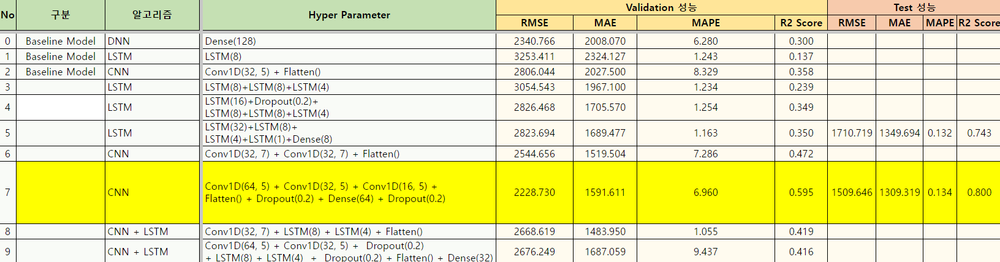 No 구분 알고리즘 Hyper Parameter Validation 성능 Test 성능
RMSE MAE MAPE R2 Score RMSE MAE MAPE R2 Score
0 Baseline Model DNN Dense(128) 2340.766 2008.070 6.280 0.300
1 Baseline Model LSTM LSTM(8) 3253.411 2324.127 1.243 0.137
2 Baseline Model CNN Conv1D(32, 5) + Flatten() 2806.044 2027.500 8.329 0.358
3 LSTM LSTM(8)+LSTM(8)+LSTM(4) 3054.543 1967.100 1.234 0.239
4 LSTM LSTM(16)+Dropout(0.2)+
LSTM(8)+LSTM(8)+LSTM(4) 2826.468 1705.570 1.254 0.349
5 LSTM LSTM(32)+LSTM(8)+
LSTM(4)+LSTM(1)+Dense(8) 2823.694 1689.477 1.163 0.350 1710.719 1349.694 0.132 0.743
6 CNN Conv1D(32, 7) + Conv1D(32, 7) + Flatten() 2544.656 1519.504 7.286 0.472
7 CNN Conv1D(64, 5) + Conv1D(32, 5) + Conv1D(16, 5) +
Flatten() + Dropout(0.2) + Dense(64) + Dropout(0.2) 2228.730 1591.611 6.960 0.595 1509.646 1309.319 0.134 0.800
8 CNN + LSTM Conv1D(32, 7) + LSTM(8) + LSTM(4) + Flatten() 2668.619 1483.950 1.055 0.419
9 CNN + LSTM Conv1D(64, 5) + Conv1D(32, 5) + Dropout(0.2)
+ LSTM(8) + LSTM(4) + Dropout(0.2) + Flatten() + Dense(32) 2676.249 1687.059 9.437 0.416